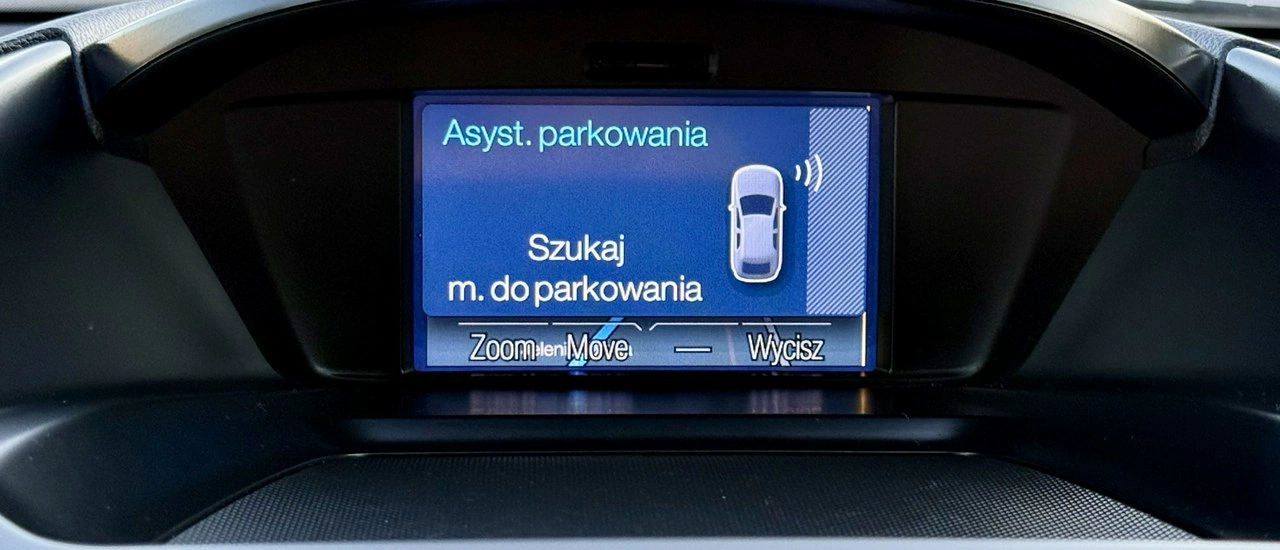 Asyst. parkowania
Szukaj
m. do parkowania
Zoom Move — Wycisz